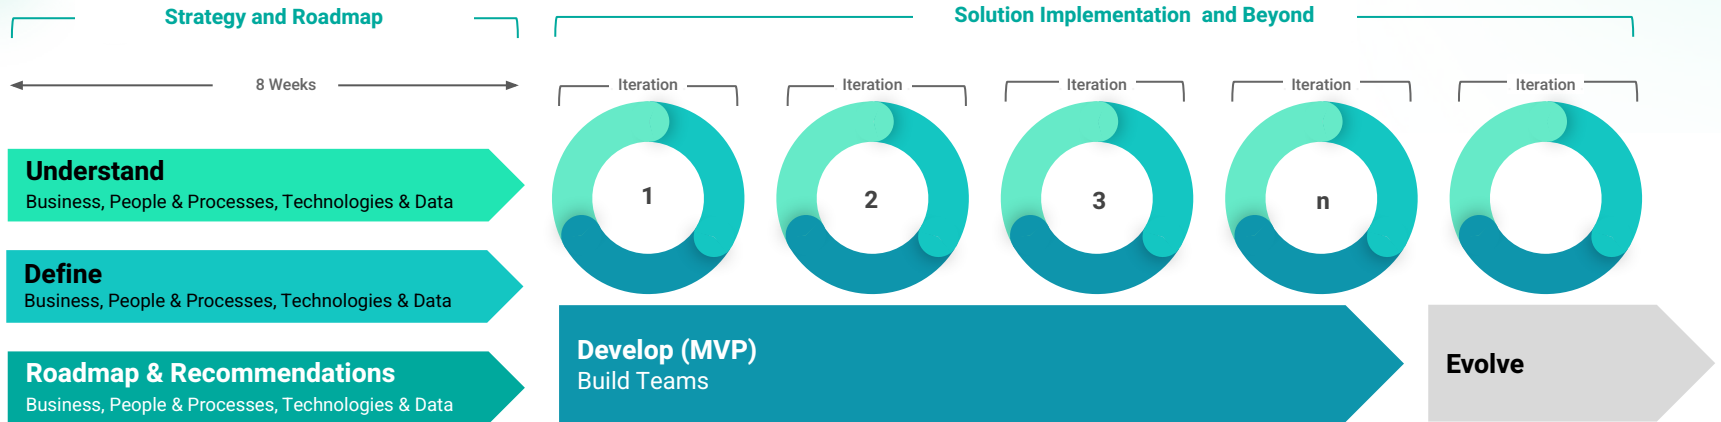 Strategy and Roadmap
Solution Implementation and Beyond
8 Weeks
Iteration
Iteration
Iteration
Iteration
Iteration
1
2
3
n
Understand
Business, People & Processes, Technologies & Data
Define
Business, People & Processes, Technologies & Data
Roadmap & Recommendations
Business, People & Processes, Technologies & Data
Develop (MVP)
Build Teams
Evolve